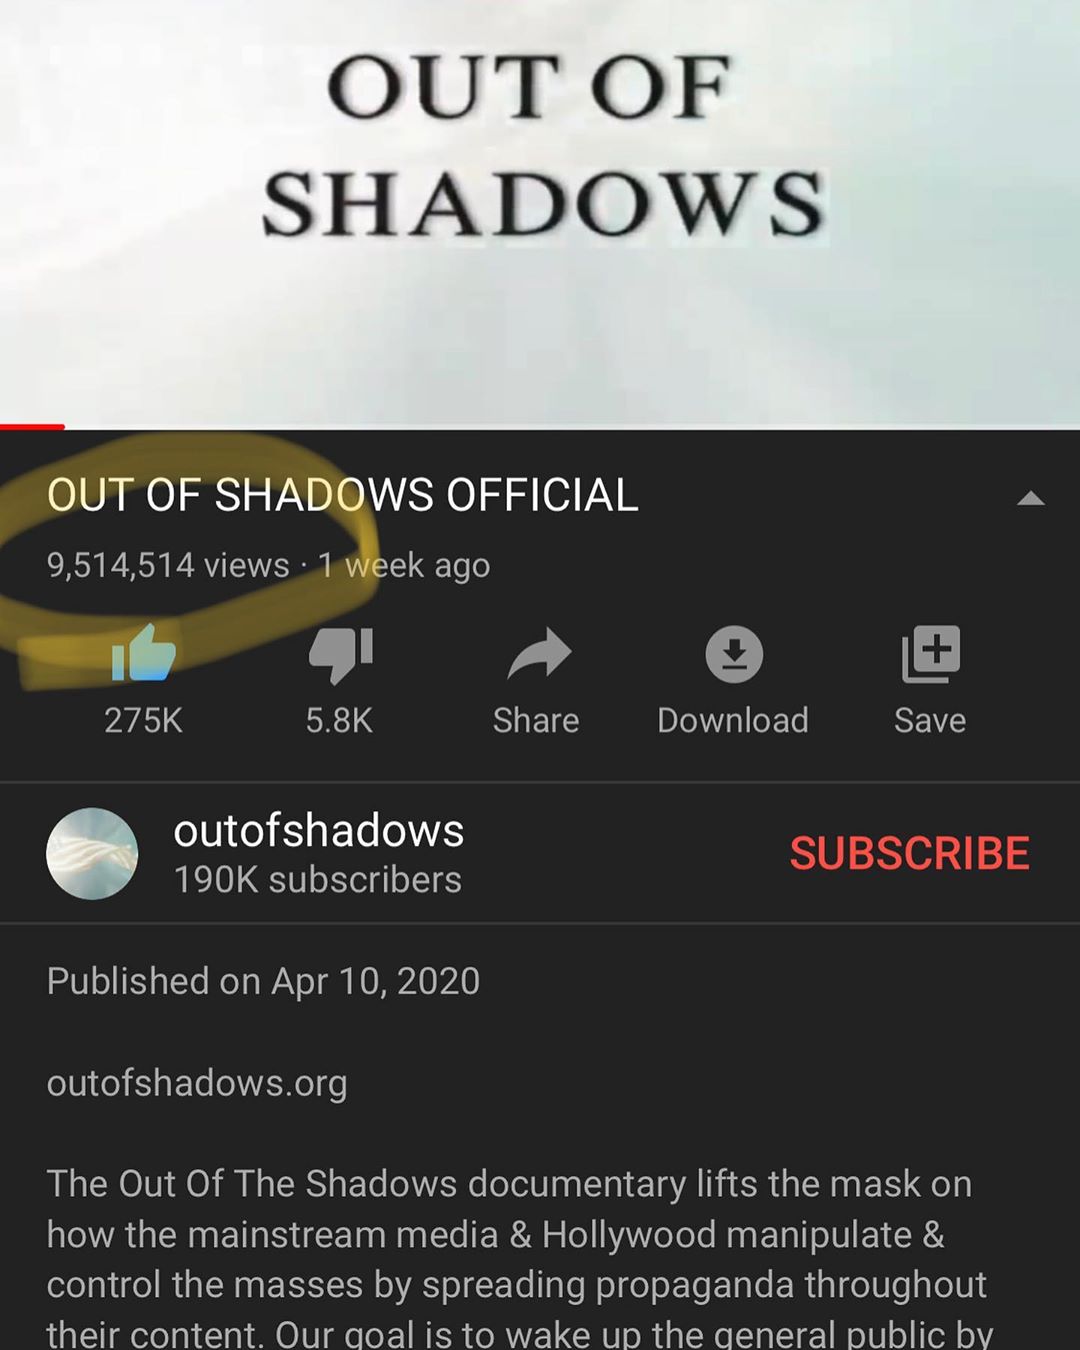 OUT OF
SHADOWS
OUT OF SHADOWS OFFICIAL
9,514,514 views · 1 week ago
275K
5.8K
Share
Download
Save
outofshadows
190K subscribers
SUBSCRIBE
Published on Apr 10, 2020
outofshadows.org
The Out Of The Shadows documentary lifts the mask on
how the mainstream media & Hollywood manipulate &
control the masses by spreading propaganda throughout
their content. Our goal is to wake up the general public by